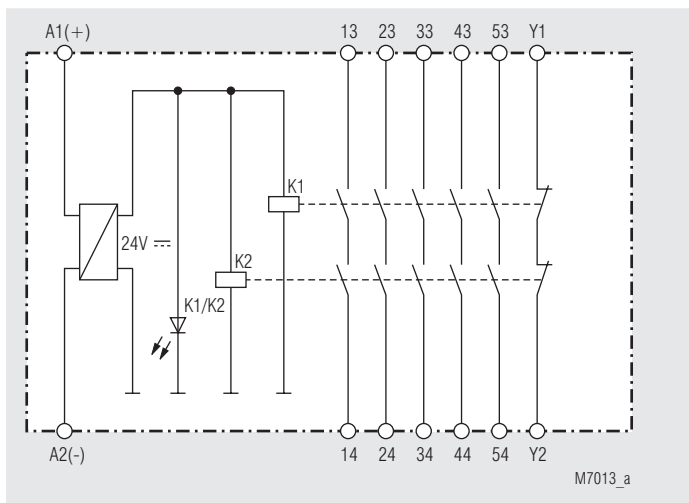 A1(+) 13 23 33 43 53 Y1
K1
24V
K2
K1/K2
A2(-) 14 24 34 44 54 Y2
M7013_a